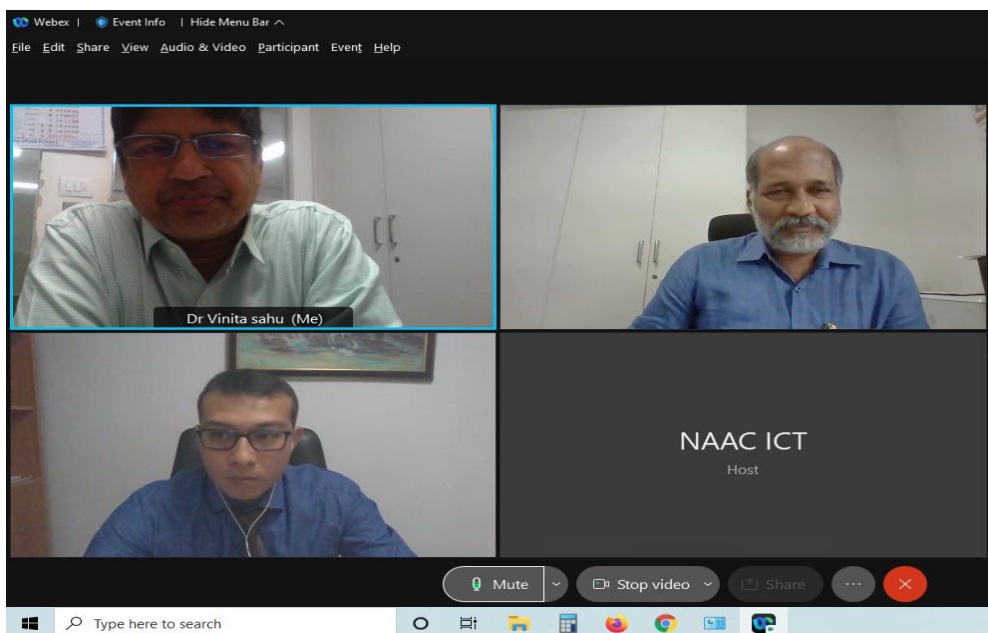 Webex | Event Info | Hide Menu Bar
File Edit Share View Audio & Video Participant Event Help
Dr Vinita sahu (Me)
NAAC ICT
Host
Mute
Stop video
Share
Type here to search